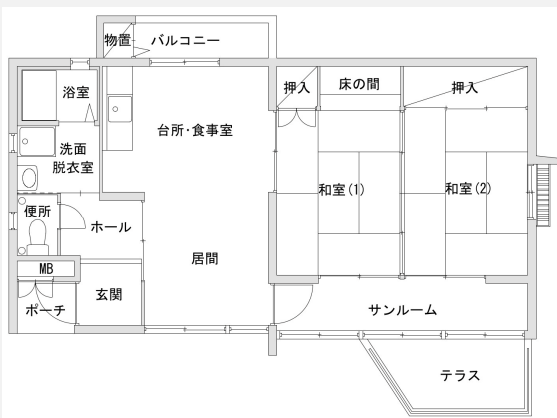 物置
バルコニー
浴室
押入
床の間
押入
台所・食事室
洗面
脱衣室
和室(1)
和室(2)
便所
ホール
居間
MB
玄関
ポーチ
サンルーム
テラス